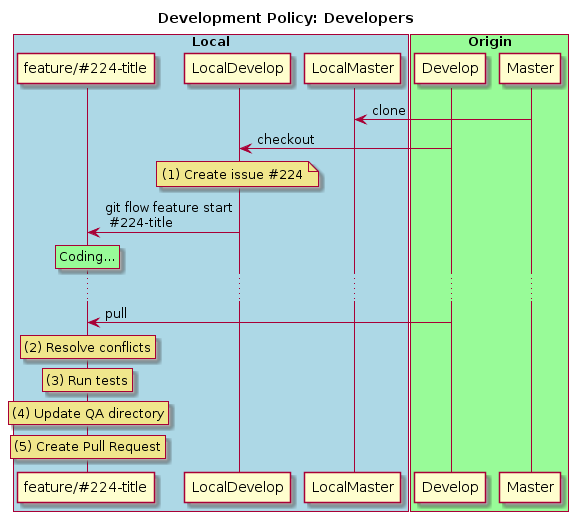 Development Policy: Developers
Local
Origin
feature/#224-title
LocalDevelop
LocalMaster
Develop
Master
clone
checkout
(1) Create issue #224
git flow feature start
#224-title
Coding...
pull
(2) Resolve conflicts
(3) Run tests
(4) Update QA directory
(5) Create Pull Request
feature/#224-title
LocalDevelop
LocalMaster
Develop
Master